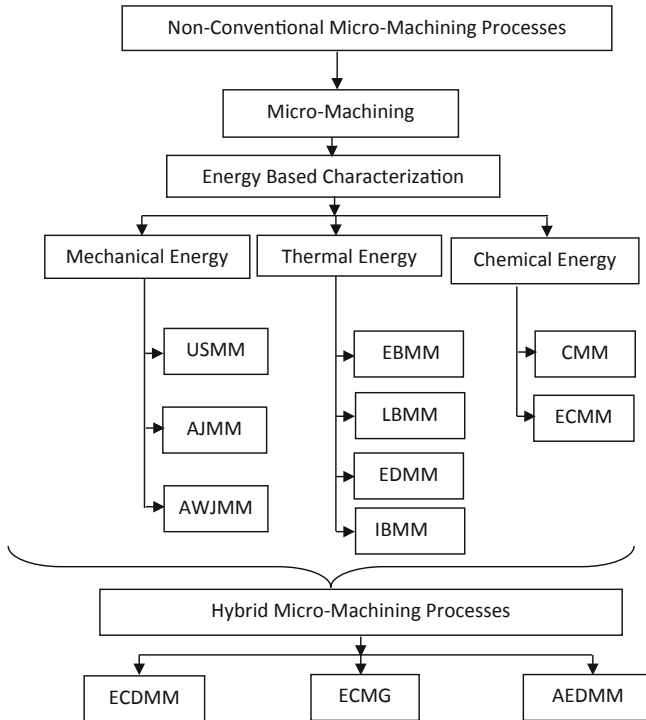 Non-Conventional Micro-Machining Processes
Micro-Machining
Energy Based Characterization
Mechanical Energy
Thermal Energy
Chemical Energy
USMM
AJMM
AWJMM
EBMM
LBMM
EDMM
IBMM
CMM
ECMM
Hybrid Micro-Machining Processes
ECDMM
ECMG
AEDMM